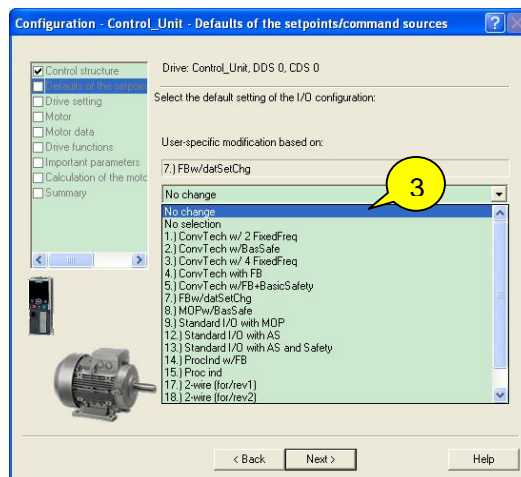 Configuration - Control_Unit - Defaults of the setpoints/command sources
Control structure
Defaults of the setpoin
Drive setting
Motor
Motor data
Drive functions
Important parameters
Calculation of the moto
Summary
Drive: Control_Unit, DDS 0, CDS 0
Select the default setting of the I/O configuration:
User-specific modification based on:
7.) FBw/datSetChg
No change
3
No change
No selection
1.) ConvTech w/ 2 FixedFreq
2.) ConvTech w/BasSafe
3.) ConvTech w/ 4 FixedFreq
4.) ConvTech with FB
5.) ConvTech w/FB+BasicSafety
7.) FBw/datSetChg
8.) MOPw/BasSafe
9.) Standard I/O with MOP
12.) Standard I/O with AS
13.) Standard I/O with AS and Safety
14.) ProcInd w/FB
15.) Proc ind
17.) 2-wire (for/rev1)
18.) 2-wire (for/rev2)
< Back
Next >
Help